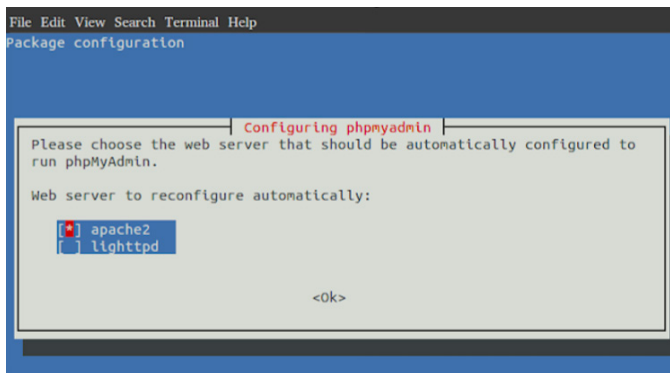 File Edit View Search Terminal Help
Package configuration
Configuring phpmyadmin
Please choose the web server that should be automatically configured to
run phpMyAdmin.
Web server to reconfigure automatically:
[*] apache2
[ ] lighttpd
<Ok>